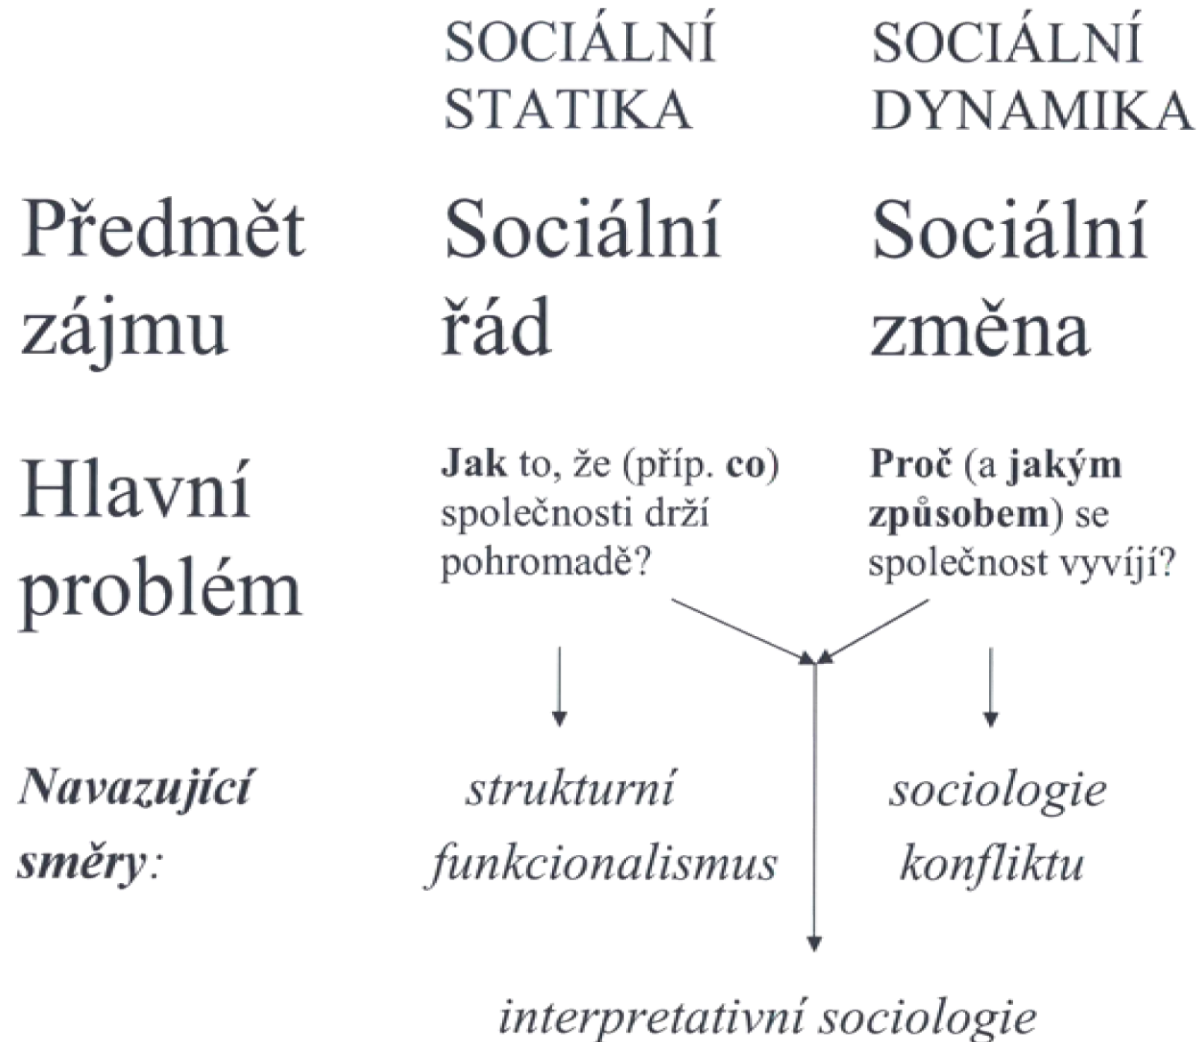 SOCIÁLNÍ SOCIÁLNÍ
STATIKA DYNAMIKA
Předmět Sociální Sociální
zájmu řád změna
Hlavní problém
Jak to, že (příp. co)
společnosti drží
pohromadě?
Proč (a jakým
způsobem) se
společnost vyvíjí?
Navazující strukturní sociologie
směry: funkcionalismus konfliktu
interpretativní sociologie